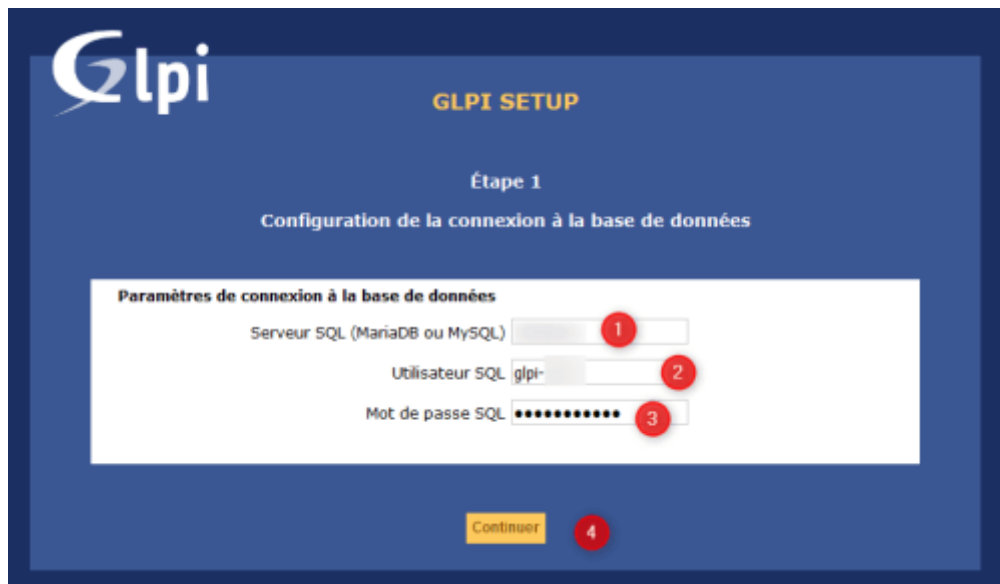 Glpi
GLPI SETUP
Étape 1
Configuration de la connexion à la base de données
Paramètres de connexion à la base de données
Serveur SQL (MariaDB ou MySQL) 1
Utilisateur SQL glpi- 2
Mot de passe SQL ●●●●●●●●●●● 3
Continuer 4